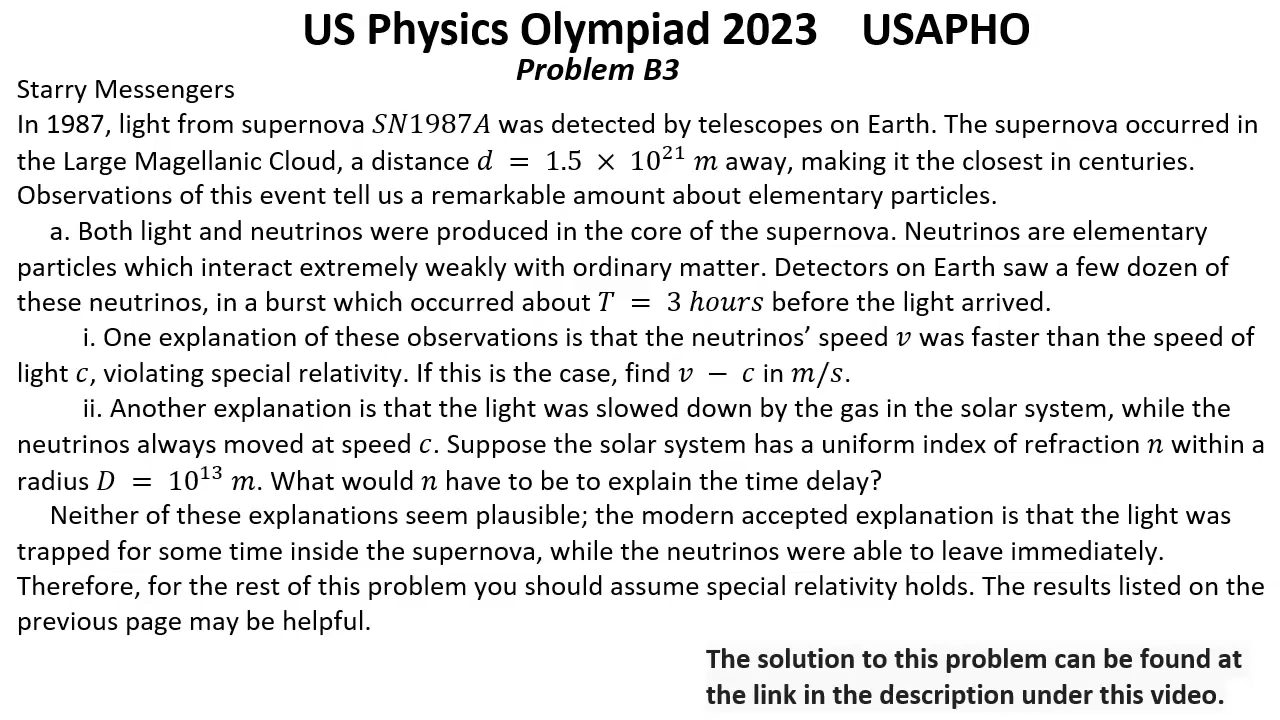 US Physics Olympiad 2023 USAPHO
Problem B3
Starry Messengers
In 1987, light from supernova SN1987A was detected by telescopes on Earth. The supernova occurred in
the Large Magellanic Cloud, a distance d = 1.5 × 10²¹ m away, making it the closest in centuries.
Observations of this event tell us a remarkable amount about elementary particles.
a. Both light and neutrinos were produced in the core of the supernova. Neutrinos are elementary
particles which interact extremely weakly with ordinary matter. Detectors on Earth saw a few dozen of
these neutrinos, in a burst which occurred about T = 3 hours before the light arrived.
i. One explanation of these observations is that the neutrinos' speed v was faster than the speed of
light c, violating special relativity. If this is the case, find v − c in m/s.
ii. Another explanation is that the light was slowed down by the gas in the solar system, while the
neutrinos always moved at speed c. Suppose the solar system has a uniform index of refraction n within a
radius D = 10¹³ m. What would n have to be to explain the time delay?
Neither of these explanations seem plausible; the modern accepted explanation is that the light was
trapped for some time inside the supernova, while the neutrinos were able to leave immediately.
Therefore, for the rest of this problem you should assume special relativity holds. The results listed on the
previous page may be helpful.
The solution to this problem can be found at
the link in the description under this video.